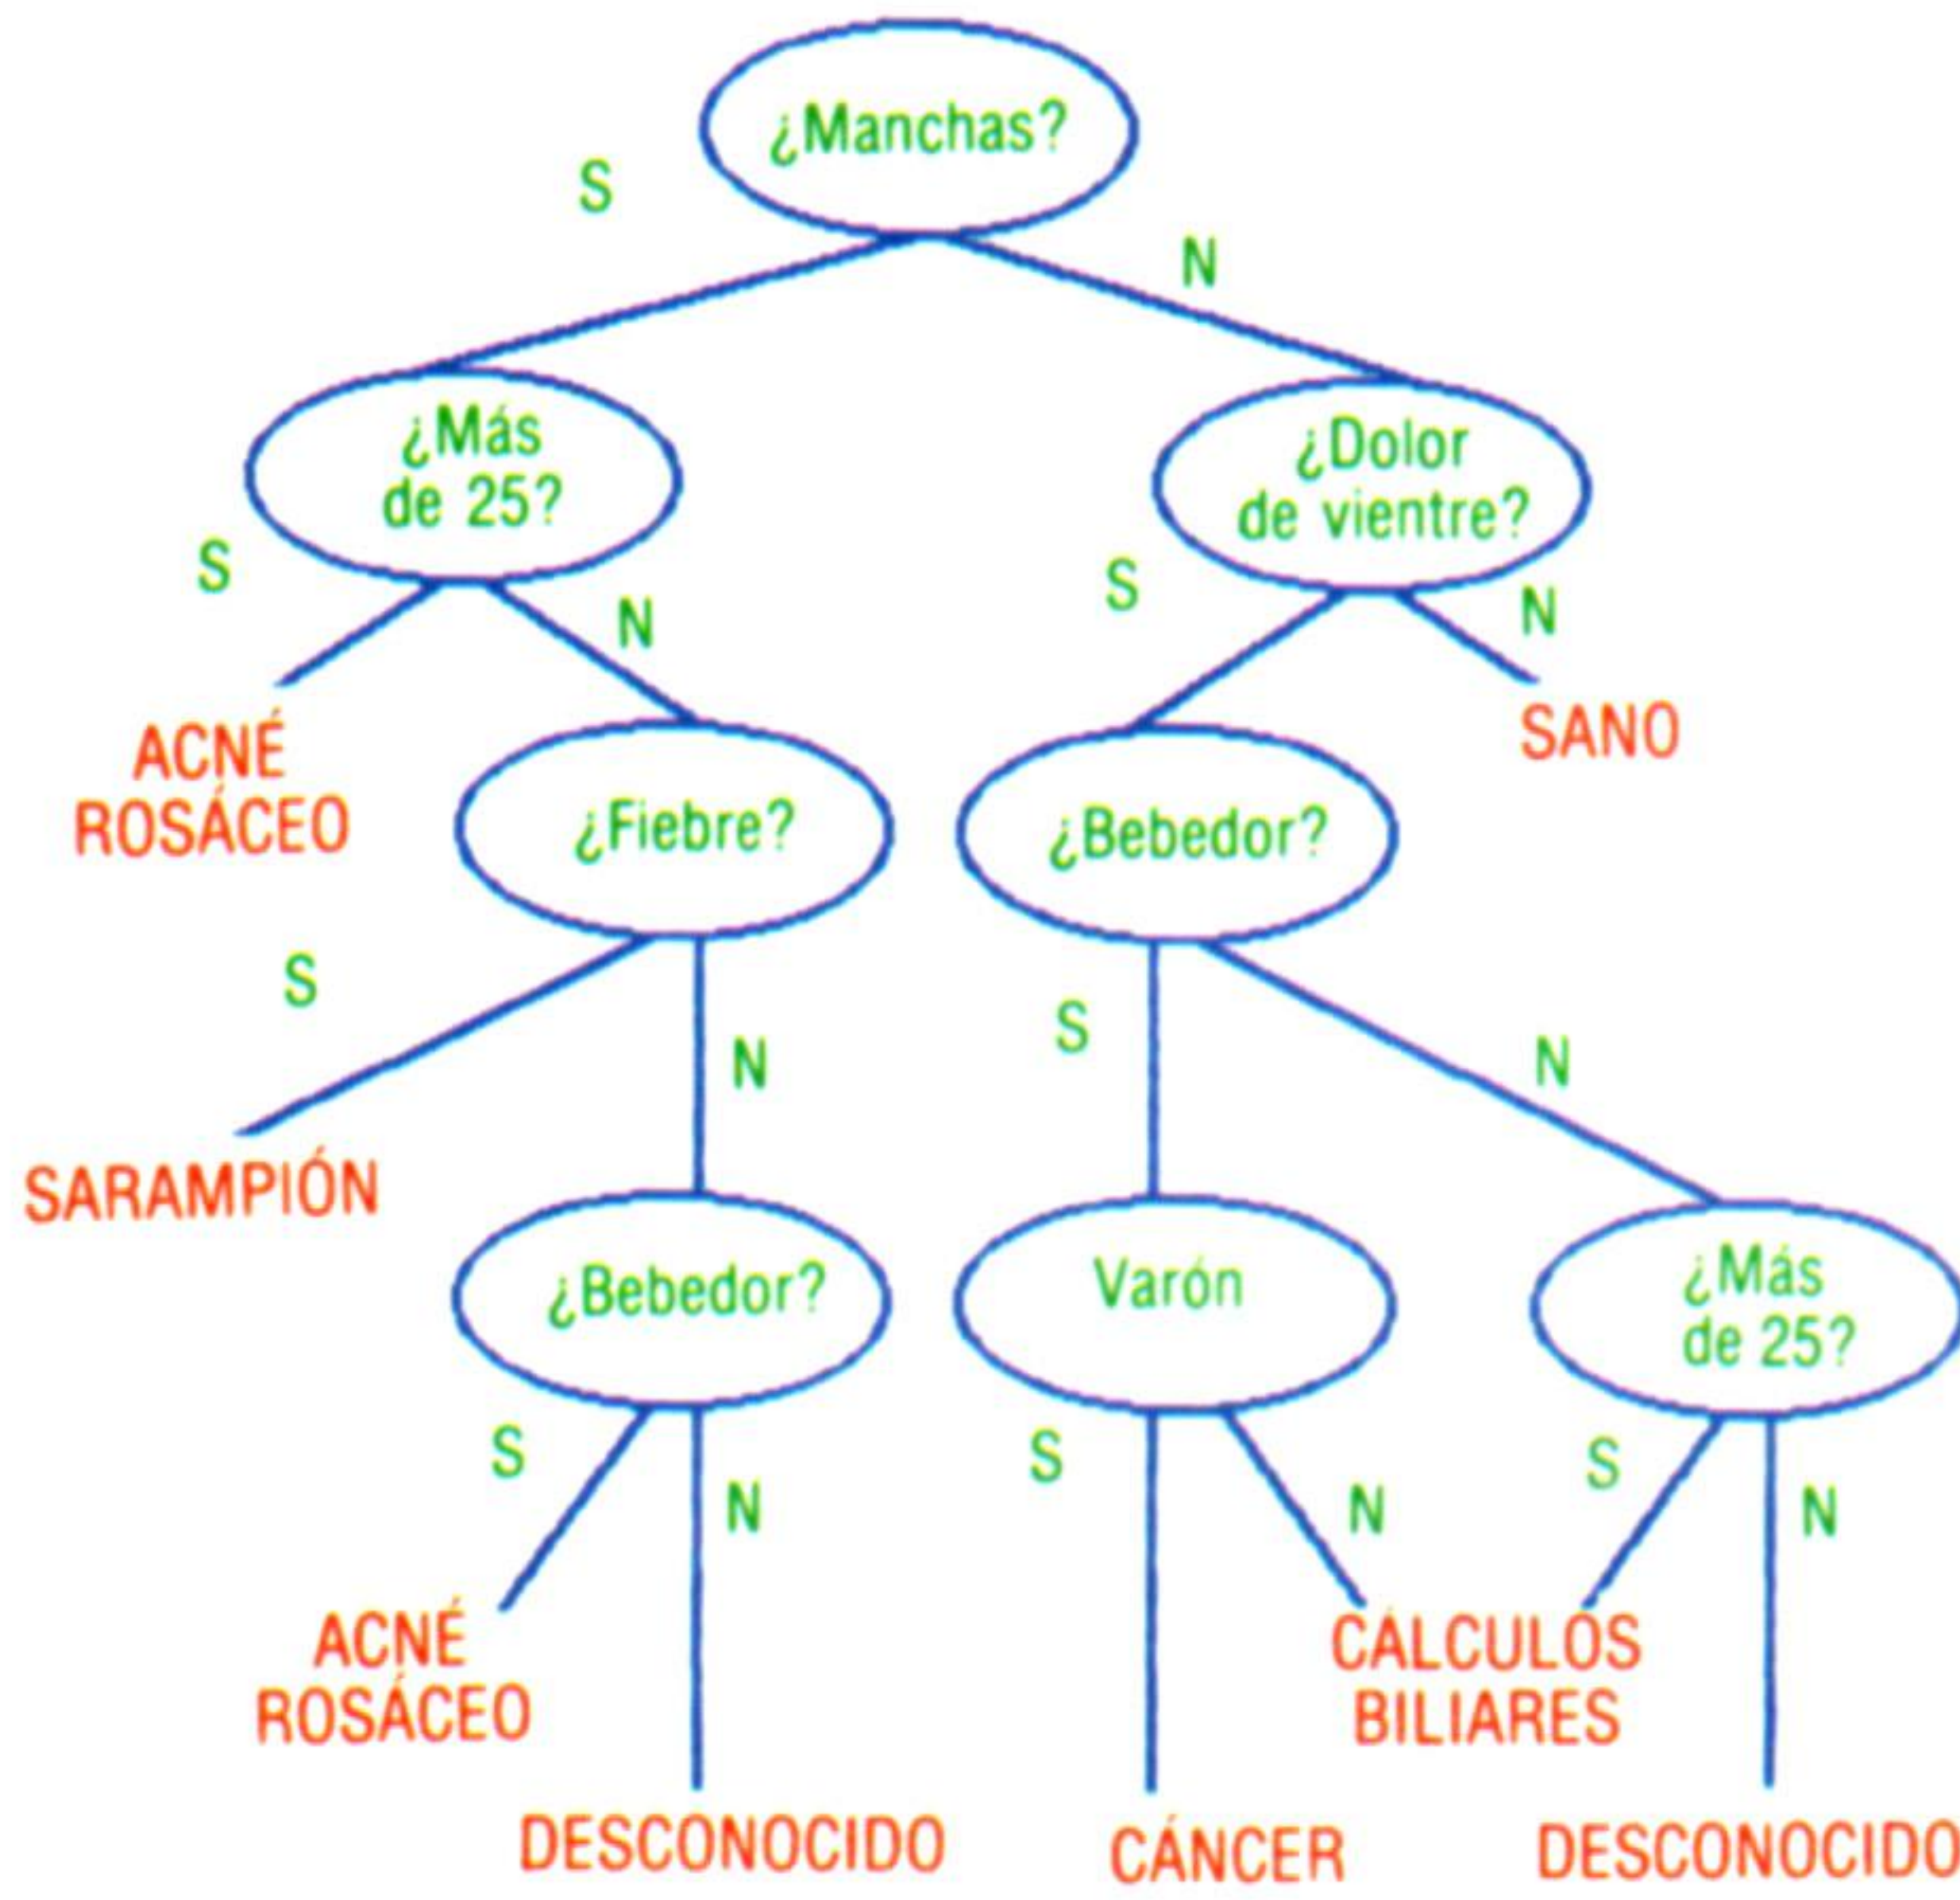 ¿Manchas?
S
N
¿Más
de 25?
¿Dolor
de vientre?
S
N
S
N
ACNÉ
ROSÁCEO
SANO
¿Fiebre?
¿Bebedor?
S
N
S
N
SARAMPIÓN
¿Bebedor?
Varón
¿Más
de 25?
S
N
S
N
S
N
ACNÉ
ROSÁCEO
CÁLCULOS
BILIARES
DESCONOCIDO
CÁNCER
DESCONOCIDO